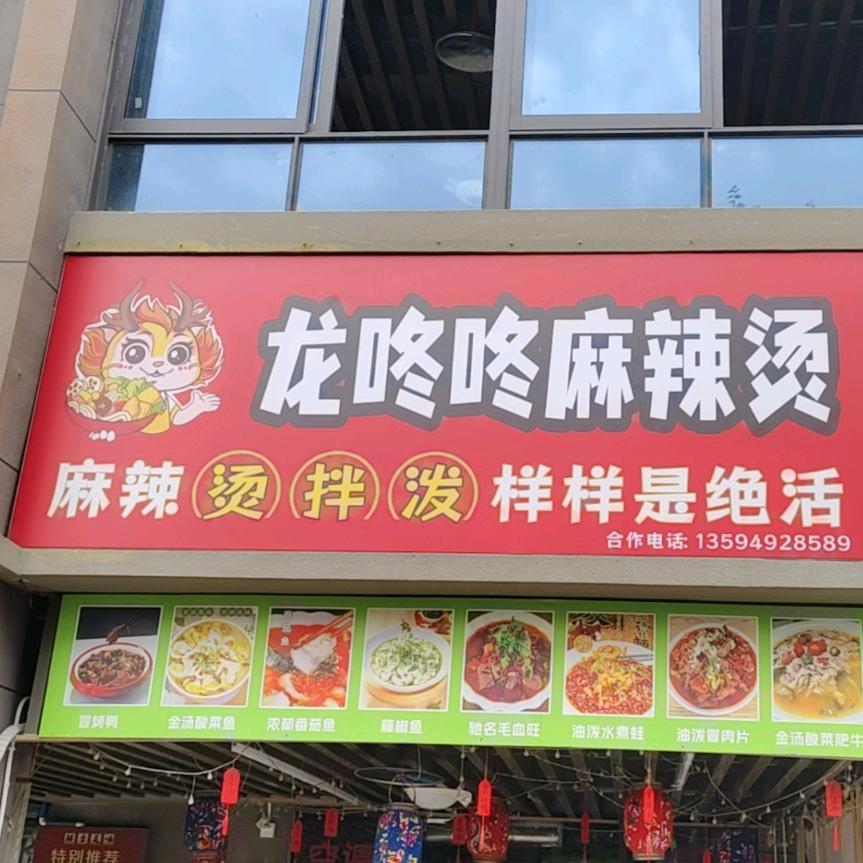 龙咚咚麻辣烫
麻辣烫拌泼样样是绝活
合作电话: 13594928589
冒烤鸭
金汤酸菜鱼
浓郁番茄鱼
藤椒鱼
驰名毛血旺
油泼水煮蛙
油泼冒肉片
金汤酸菜肥牛
特别推荐